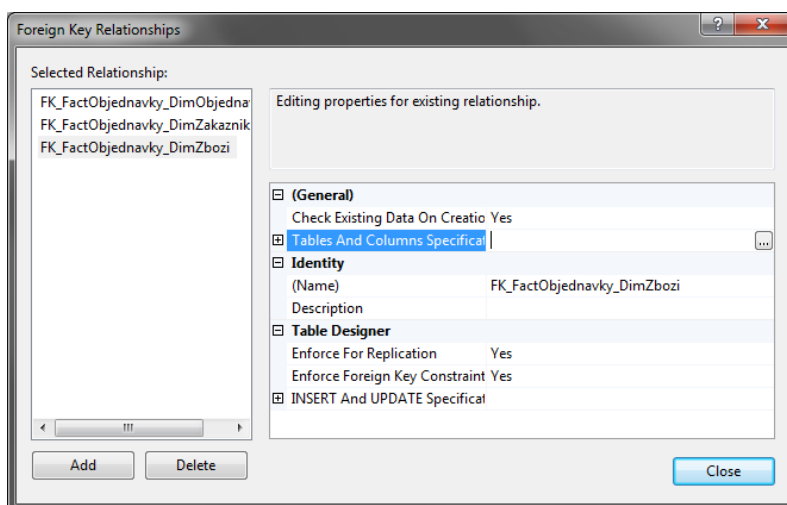 Foreign Key Relationships
Selected Relationship:
FK_FactObjednavky_DimObjedna
FK_FactObjednavky_DimZakaznik
FK_FactObjednavky_DimZbozi
Add
Delete
Editing properties for existing relationship.
(General)
Check Existing Data On Creatio Yes
Tables And Columns Specificat
...
Identity
(Name) FK_FactObjednavky_DimZbozi
Description
Table Designer
Enforce For Replication Yes
Enforce Foreign Key Constraint Yes
INSERT And UPDATE Specificat
Close